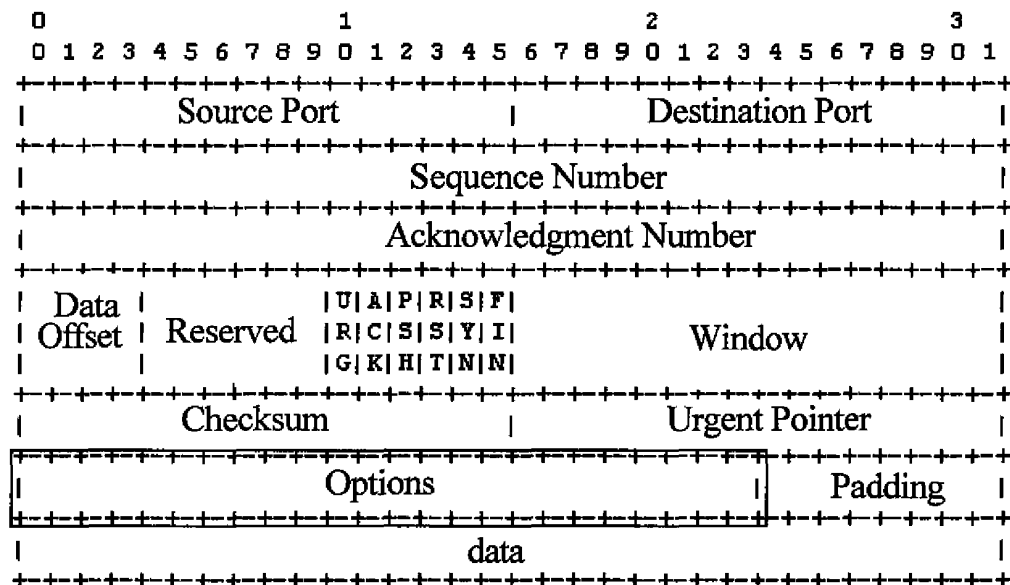 0 1 2 3
0 1 2 3 4 5 6 7 8 9 0 1 2 3 4 5 6 7 8 9 0 1 2 3 4 5 6 7 8 9 0 1
+-+-+-+-+-+-+-+-+-+-+-+-+-+-+-+-+-+-+-+-+-+-+-+-+-+-+-+-+-+-+-+-+
| Source Port | Destination Port |
+-+-+-+-+-+-+-+-+-+-+-+-+-+-+-+-+-+-+-+-+-+-+-+-+-+-+-+-+-+-+-+-+
| Sequence Number |
+-+-+-+-+-+-+-+-+-+-+-+-+-+-+-+-+-+-+-+-+-+-+-+-+-+-+-+-+-+-+-+-+
| Acknowledgment Number |
+-+-+-+-+-+-+-+-+-+-+-+-+-+-+-+-+-+-+-+-+-+-+-+-+-+-+-+-+-+-+-+-+
| Data | |U|A|P|R|S|F| |
| Offset | Reserved |R|C|S|S|Y|I| Window |
| | |G|K|H|T|N|N| |
+-+-+-+-+-+-+-+-+-+-+-+-+-+-+-+-+-+-+-+-+-+-+-+-+-+-+-+-+-+-+-+-+
| Checksum | Urgent Pointer |
+-+-+-+-+-+-+-+-+-+-+-+-+-+-+-+-+-+-+-+-+-+-+-+-+-+-+-+-+-+-+-+-+
| Options | Padding |
+-+-+-+-+-+-+-+-+-+-+-+-+-+-+-+-+-+-+-+-+-+-+-+-+-+-+-+-+-+-+-+-+
| data |
+-+-+-+-+-+-+-+-+-+-+-+-+-+-+-+-+-+-+-+-+-+-+-+-+-+-+-+-+-+-+-+-+